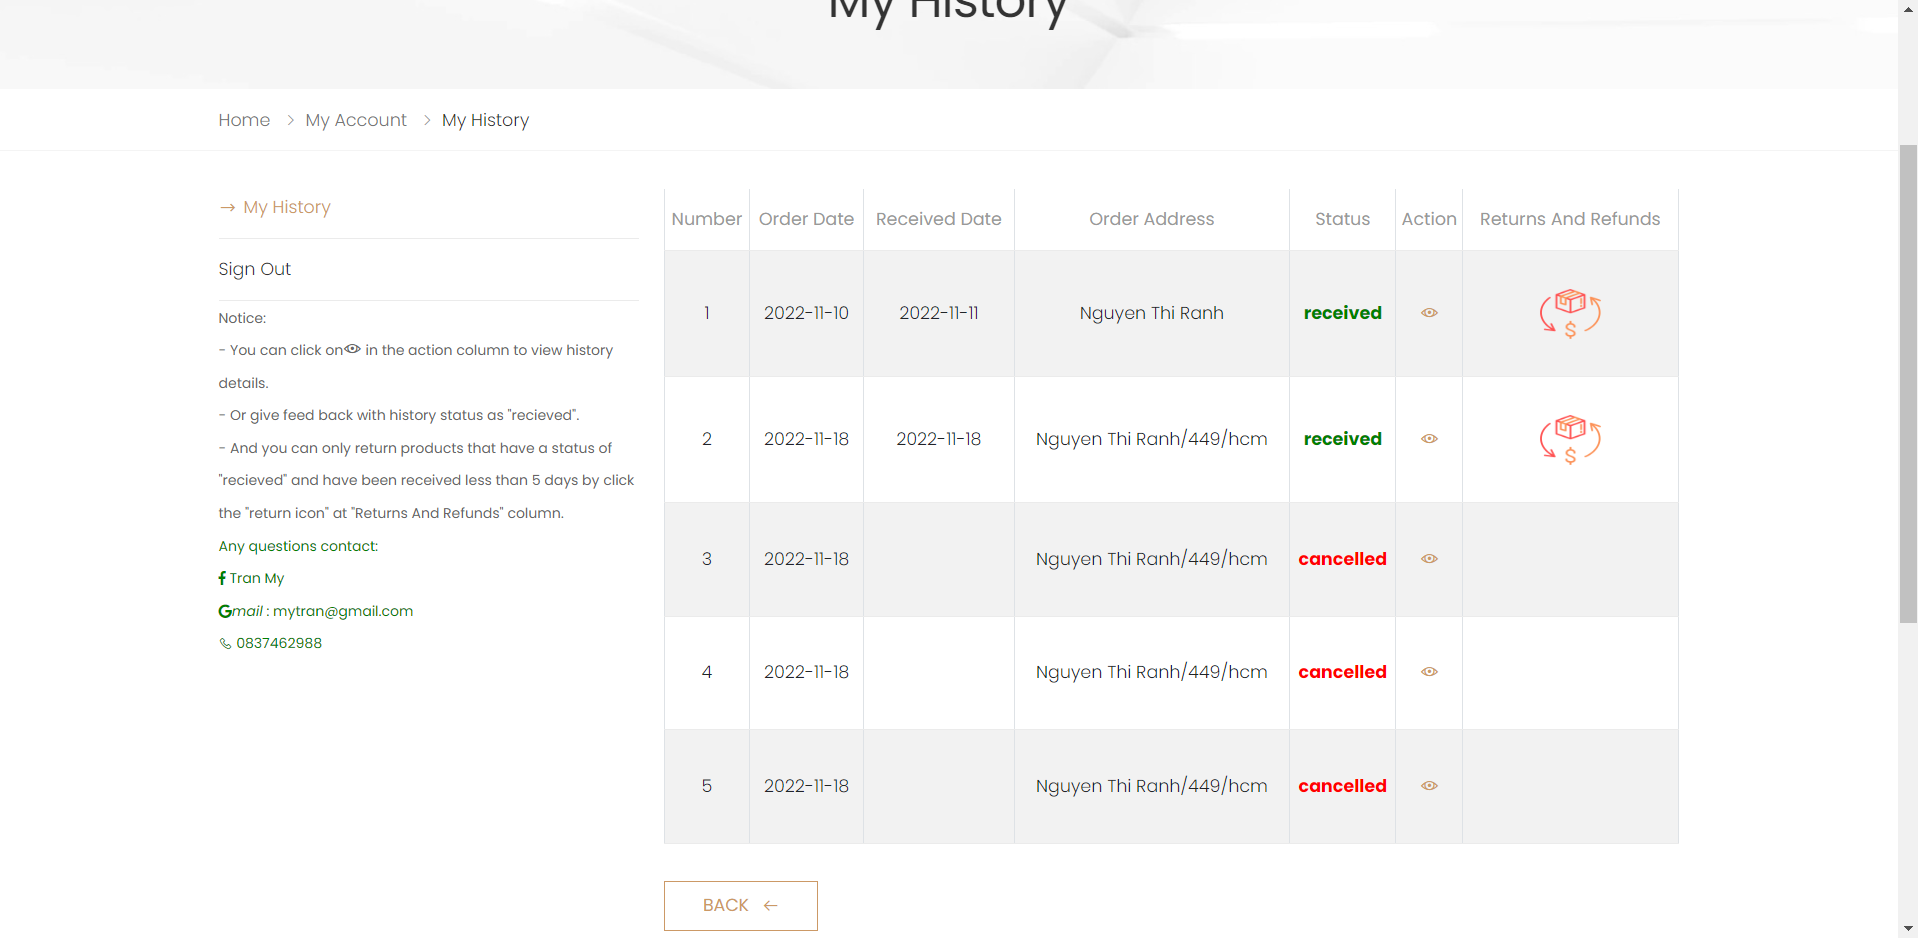 My History
Home > My Account > My History
→ My History
Sign Out
Notice:
- You can click on in the action column to view history
details.
- Or give feed back with history status as "recieved".
- And you can only return products that have a status of
"recieved" and have been received less than 5 days by click
the "return icon" at "Returns And Refunds" column.
Any questions contact:
f Tran My
Gmail : mytran@gmail.com
0837462988
Number Order Date Received Date Order Address Status Action Returns And Refunds
1 2022-11-10 2022-11-11 Nguyen Thi Ranh received $
2 2022-11-18 2022-11-18 Nguyen Thi Ranh/449/hcm received $
3 2022-11-18 Nguyen Thi Ranh/449/hcm cancelled
4 2022-11-18 Nguyen Thi Ranh/449/hcm cancelled
5 2022-11-18 Nguyen Thi Ranh/449/hcm cancelled
BACK ←